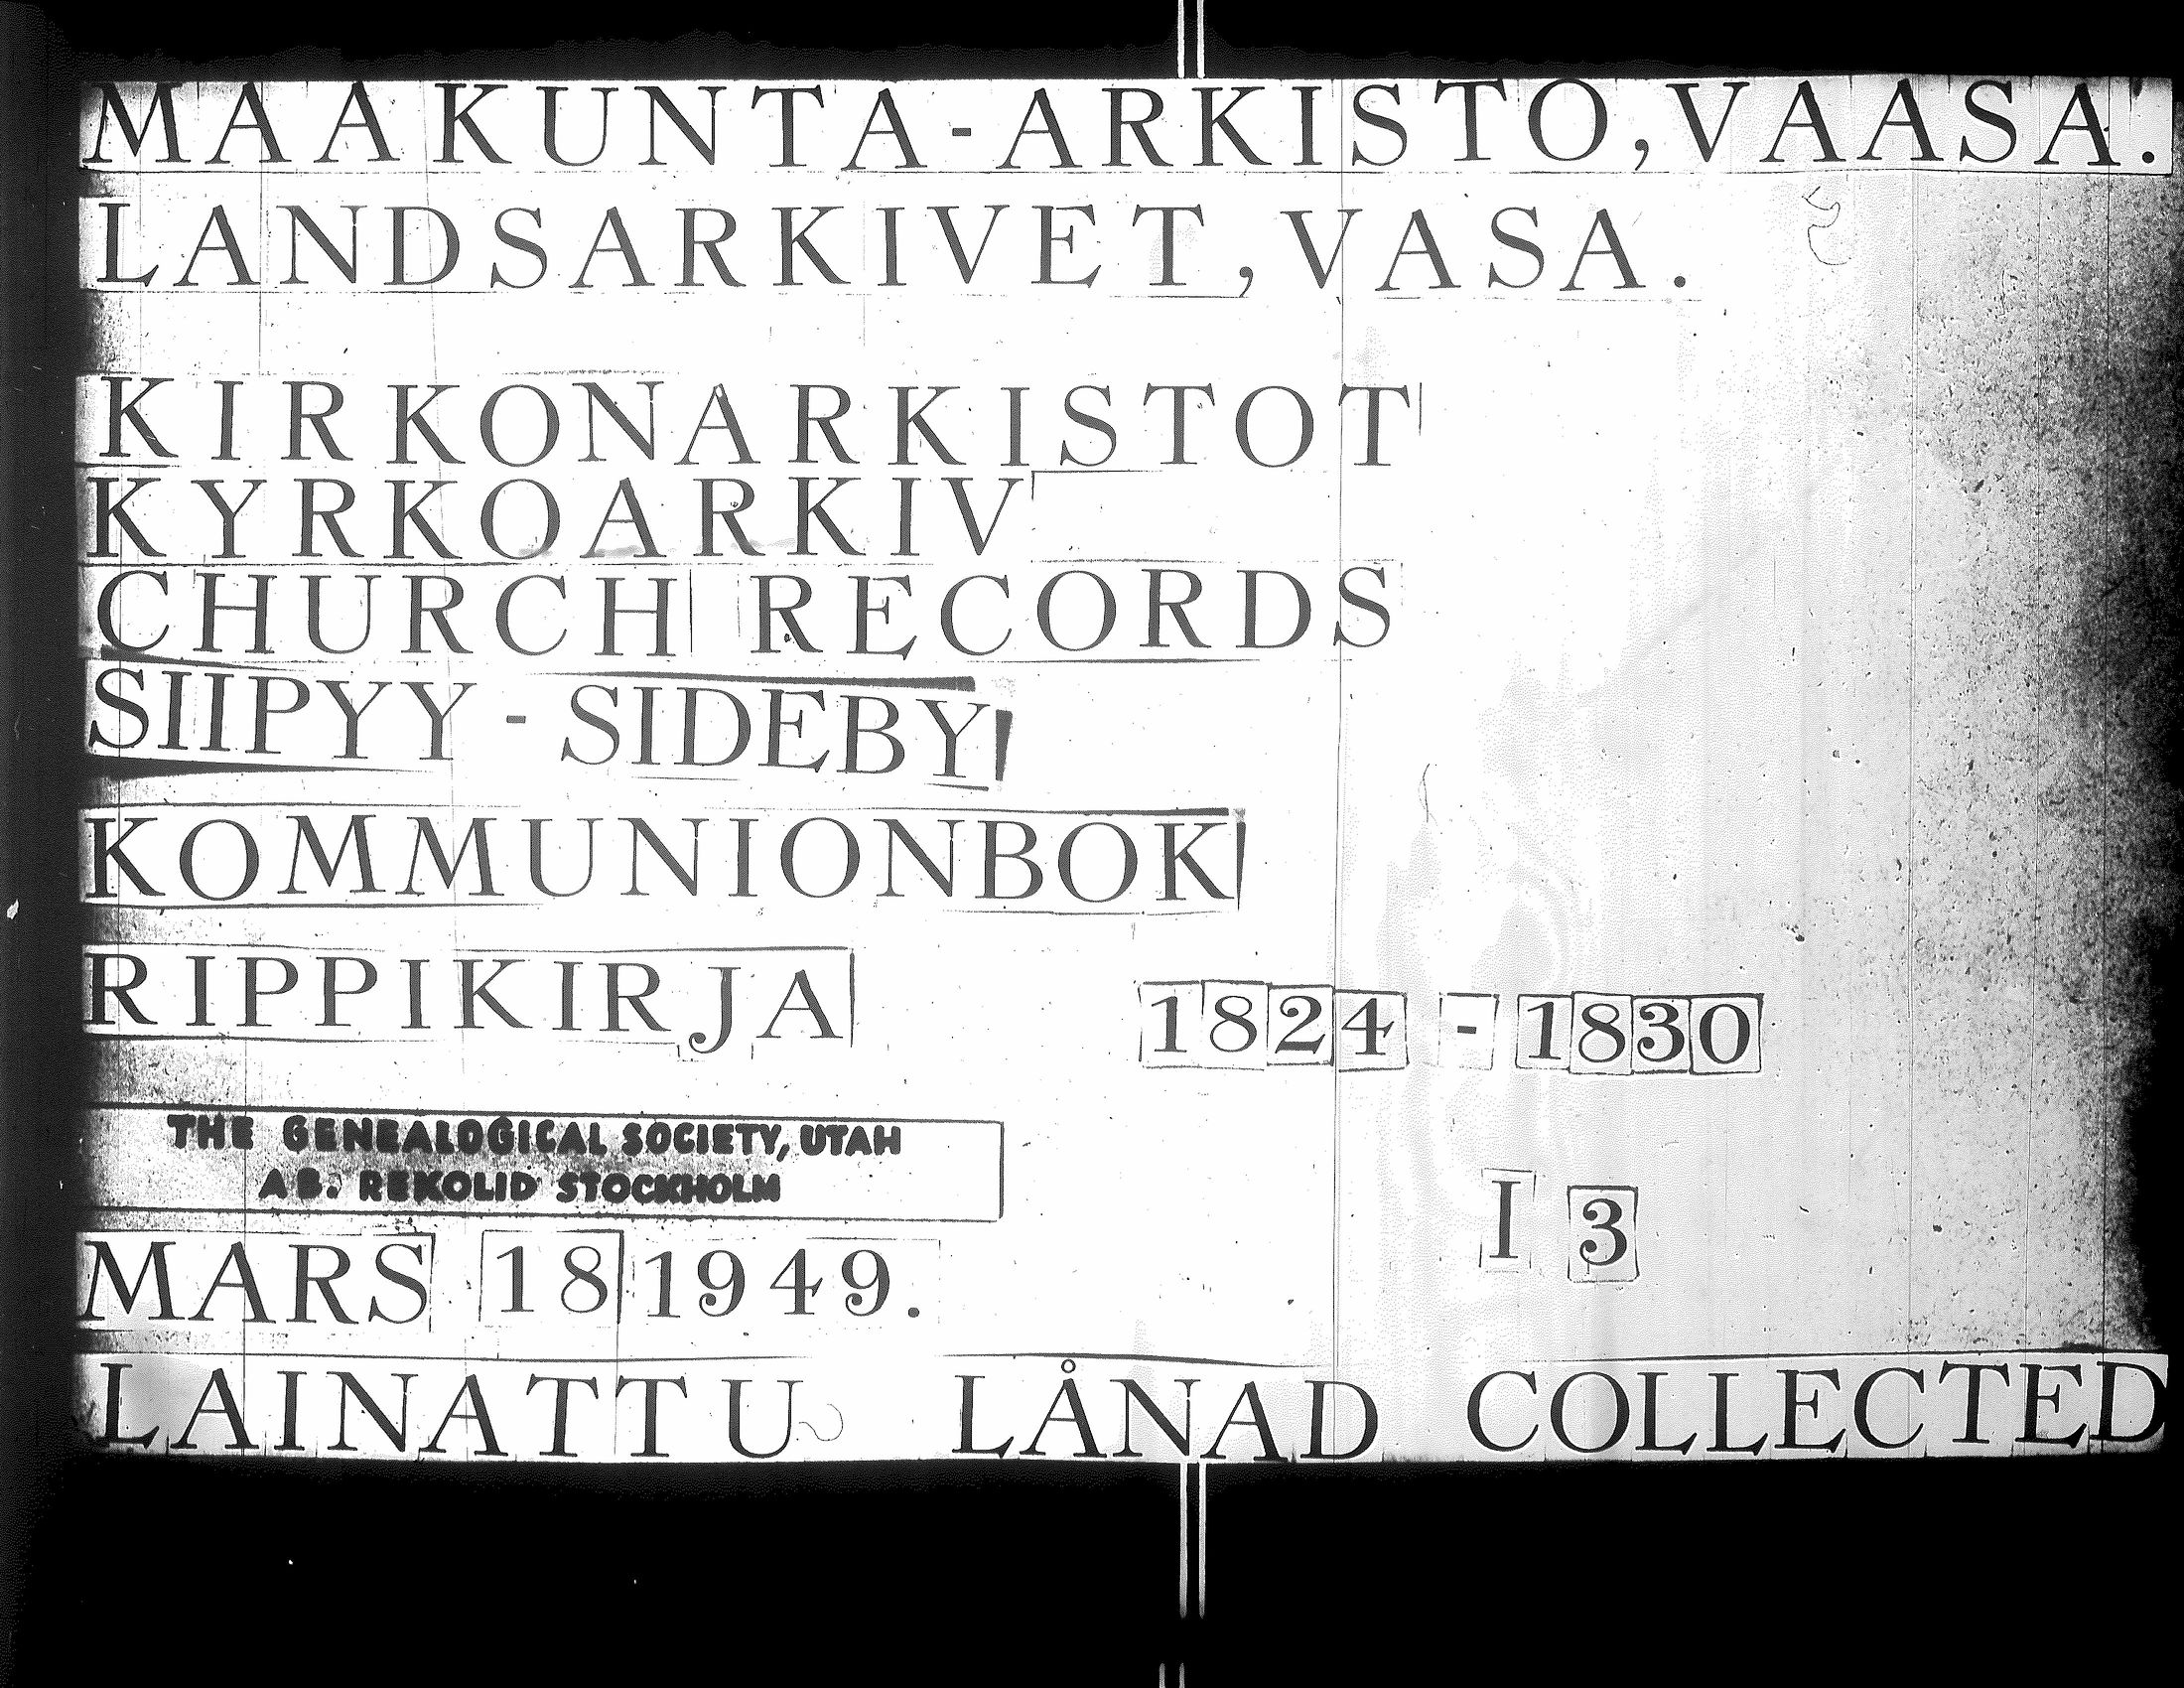 MAAKUNTA-ARKISTO, VAASA.
LANDSARKIVET, VASA.
KIRKONARKISTOT
KYRKOARKIV
CHURCH RECORDS
SIIPYY - SIDEBY
KOMMUNIONBOK
RIPPIKIRJA 1824 - 1830
THE GENEALOGICAL SOCIETY, UTAH
AB. REKOLID STOCKHOLM
I 3
MARS 18 1949.
LAINATTU LÅNAD COLLECTED